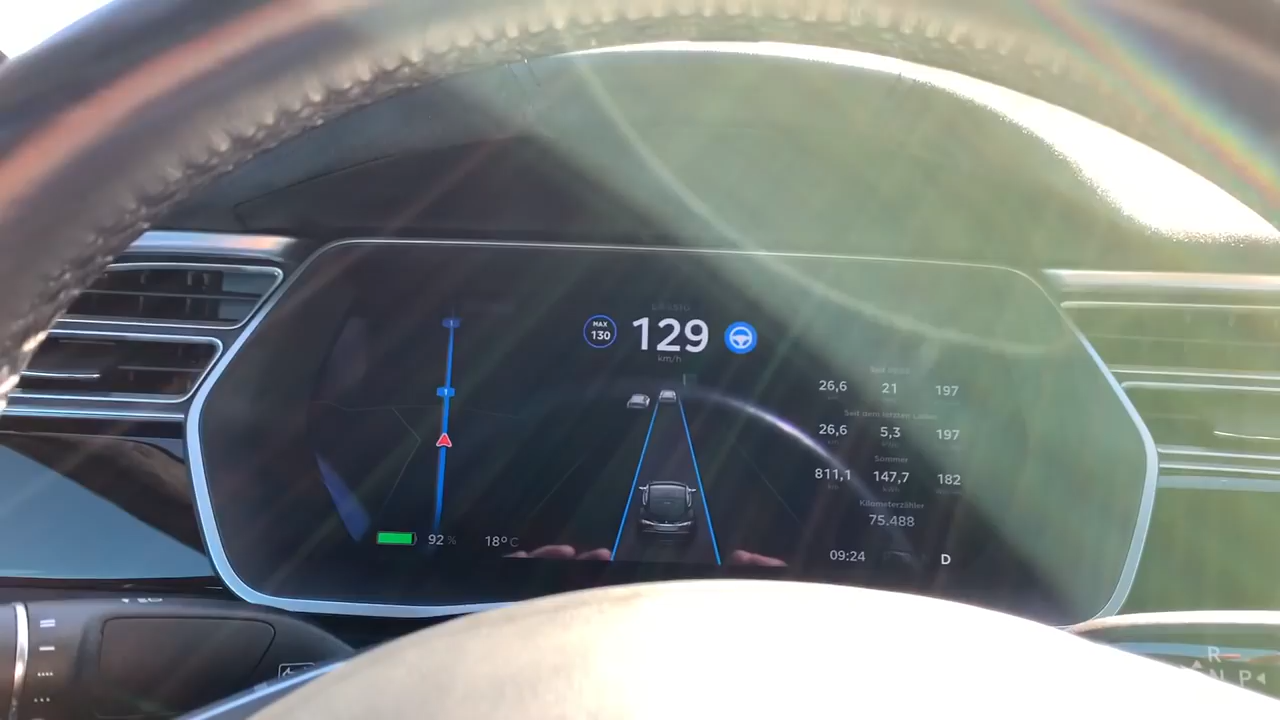 MAX
130
129
km/h
26,6 21 197
Seit dem letzten Laden
26,6 5,3 197
Sommer
811,1 147,7 182
Kilometerzähler
75.488
92 %
18°C
09:24
D
R
N P